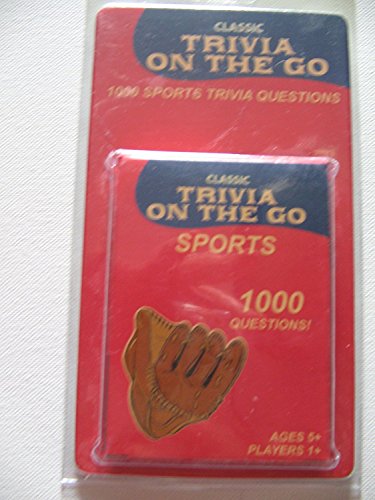 CLASSIC
TRIVIA
ON THE GO
1000 SPORTS TRIVIA QUESTIONS
CLASSIC
TRIVIA
ON THE GO
SPORTS
1000
QUESTIONS!
AGES 5+
PLAYERS 1+